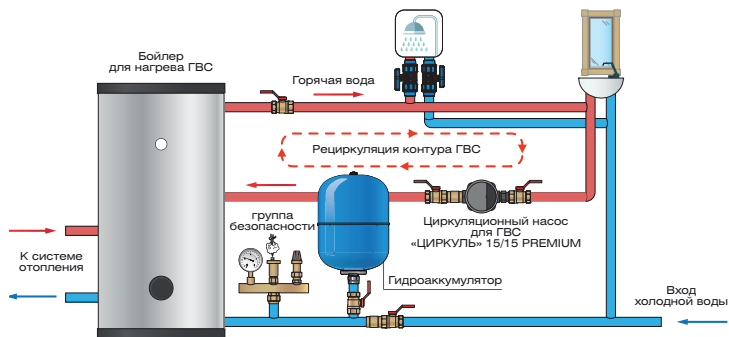 Бойлер
для нагрева ГВС
Горячая вода
Рециркуляция контура ГВС
группа
безопасности
Циркуляционный насос
для ГВС
«ЦИРКУЛЬ» 15/15 PREMIUM
К системе
отопления
Гидроаккумулятор
Вход
холодной воды